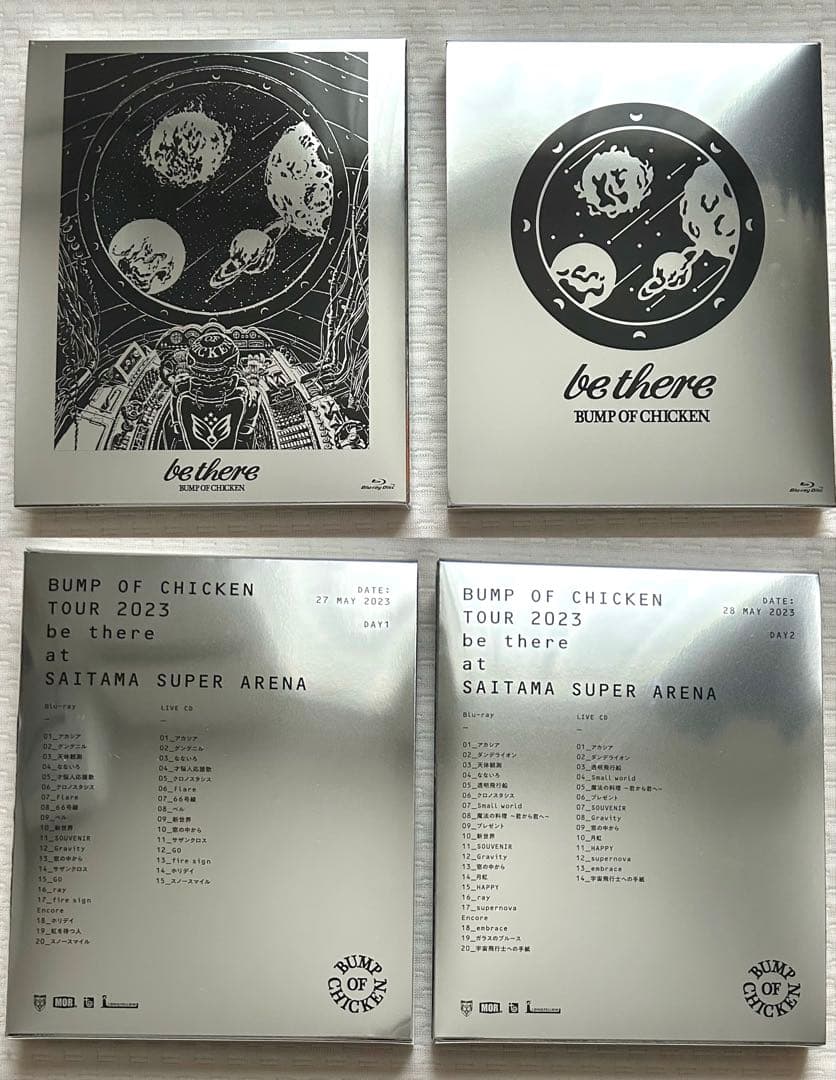 OF
CHICKEN
be there
BUMP OF CHICKEN
Blu-ray Disc
be there
BUMP OF CHICKEN
Blu-ray Disc
BUMP OF CHICKEN
TOUR 2023
be there
at
SAITAMA SUPER ARENA
DATE:
27 MAY 2023
DAY1
Blu-ray
—
01_アカシア
02_グングニル
03_天体観測
04_なないろ
05_才悩人応援歌
06_クロノスタシス
07_Flare
08_66号線
09_ベル
10_新世界
11_SOUVENIR
12_Gravity
13_窓の中から
14_サザンクロス
15_GO
16_ray
17_fire sign
Encore
18_ホリデイ
19_虹を待つ人
20_スノースマイル
LIVE CD
—
01_アカシア
02_グングニル
03_なないろ
04_才悩人応援歌
05_クロノスタシス
06_Flare
07_66号線
08_ベル
09_新世界
10_窓の中から
11_サザンクロス
12_GO
13_fire sign
14_ホリデイ
15_スノースマイル
MOR
LONGFELLOW
BUMP
OF
CHICKEN
BUMP OF CHICKEN
TOUR 2023
be there
at
SAITAMA SUPER ARENA
DATE:
28 MAY 2023
DAY2
Blu-ray
—
01_アカシア
02_ダンデライオン
03_天体観測
04_なないろ
05_透明飛行船
06_クロノスタシス
07_Small world
08_魔法の料理 ～君から君へ～
09_プレゼント
10_新世界
11_SOUVENIR
12_Gravity
13_窓の中から
14_月虹
15_HAPPY
16_ray
17_supernova
Encore
18_embrace
19_ガラスのブルース
20_宇宙飛行士への手紙
LIVE CD
—
01_アカシア
02_ダンデライオン
03_透明飛行船
04_Small world
05_魔法の料理 ～君から君へ～
06_プレゼント
07_SOUVENIR
08_Gravity
09_窓の中から
10_月虹
11_HAPPY
12_supernova
13_embrace
14_宇宙飛行士への手紙
MOR
LONGFELLOW
BUMP
OF
CHICKEN